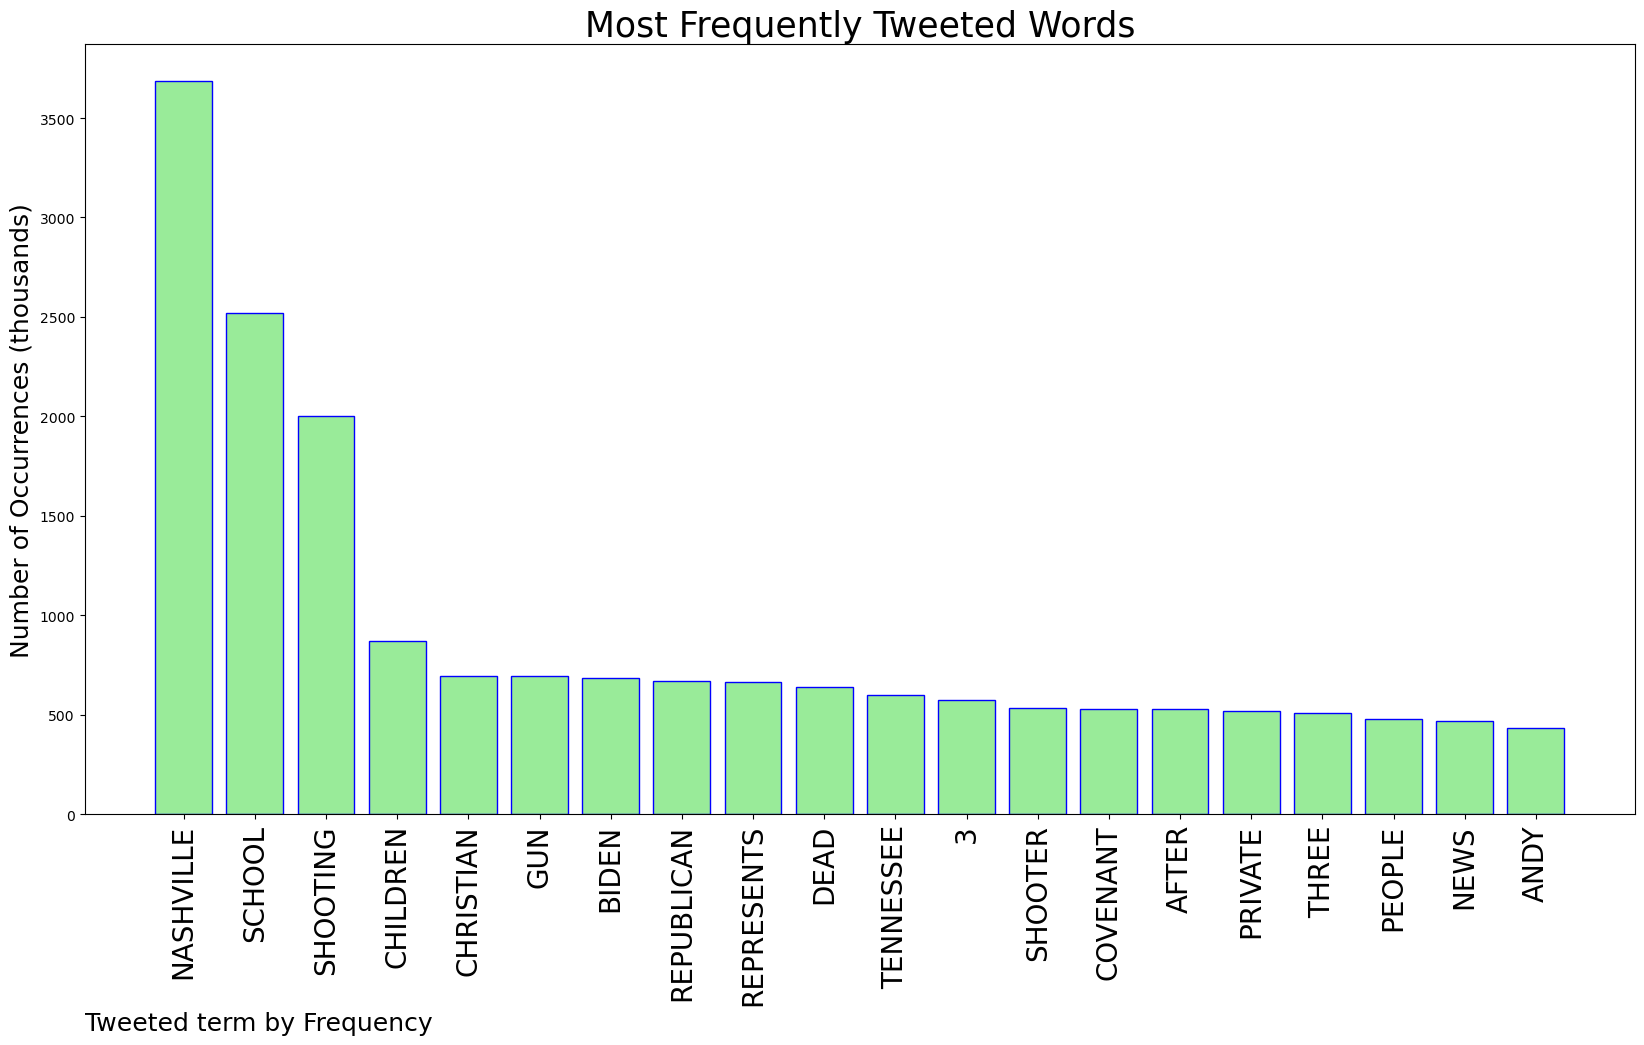 Most Frequently Tweeted Words
Number of Occurrences (thousands)
3500
3000
2500
2000
1500
1000
500
0
NASHVILLE
SCHOOL
SHOOTING
CHILDREN
CHRISTIAN
GUN
BIDEN
REPUBLICAN
REPRESENTS
DEAD
TENNESSEE
3
SHOOTER
COVENANT
AFTER
PRIVATE
THREE
PEOPLE
NEWS
ANDY
Tweeted term by Frequency